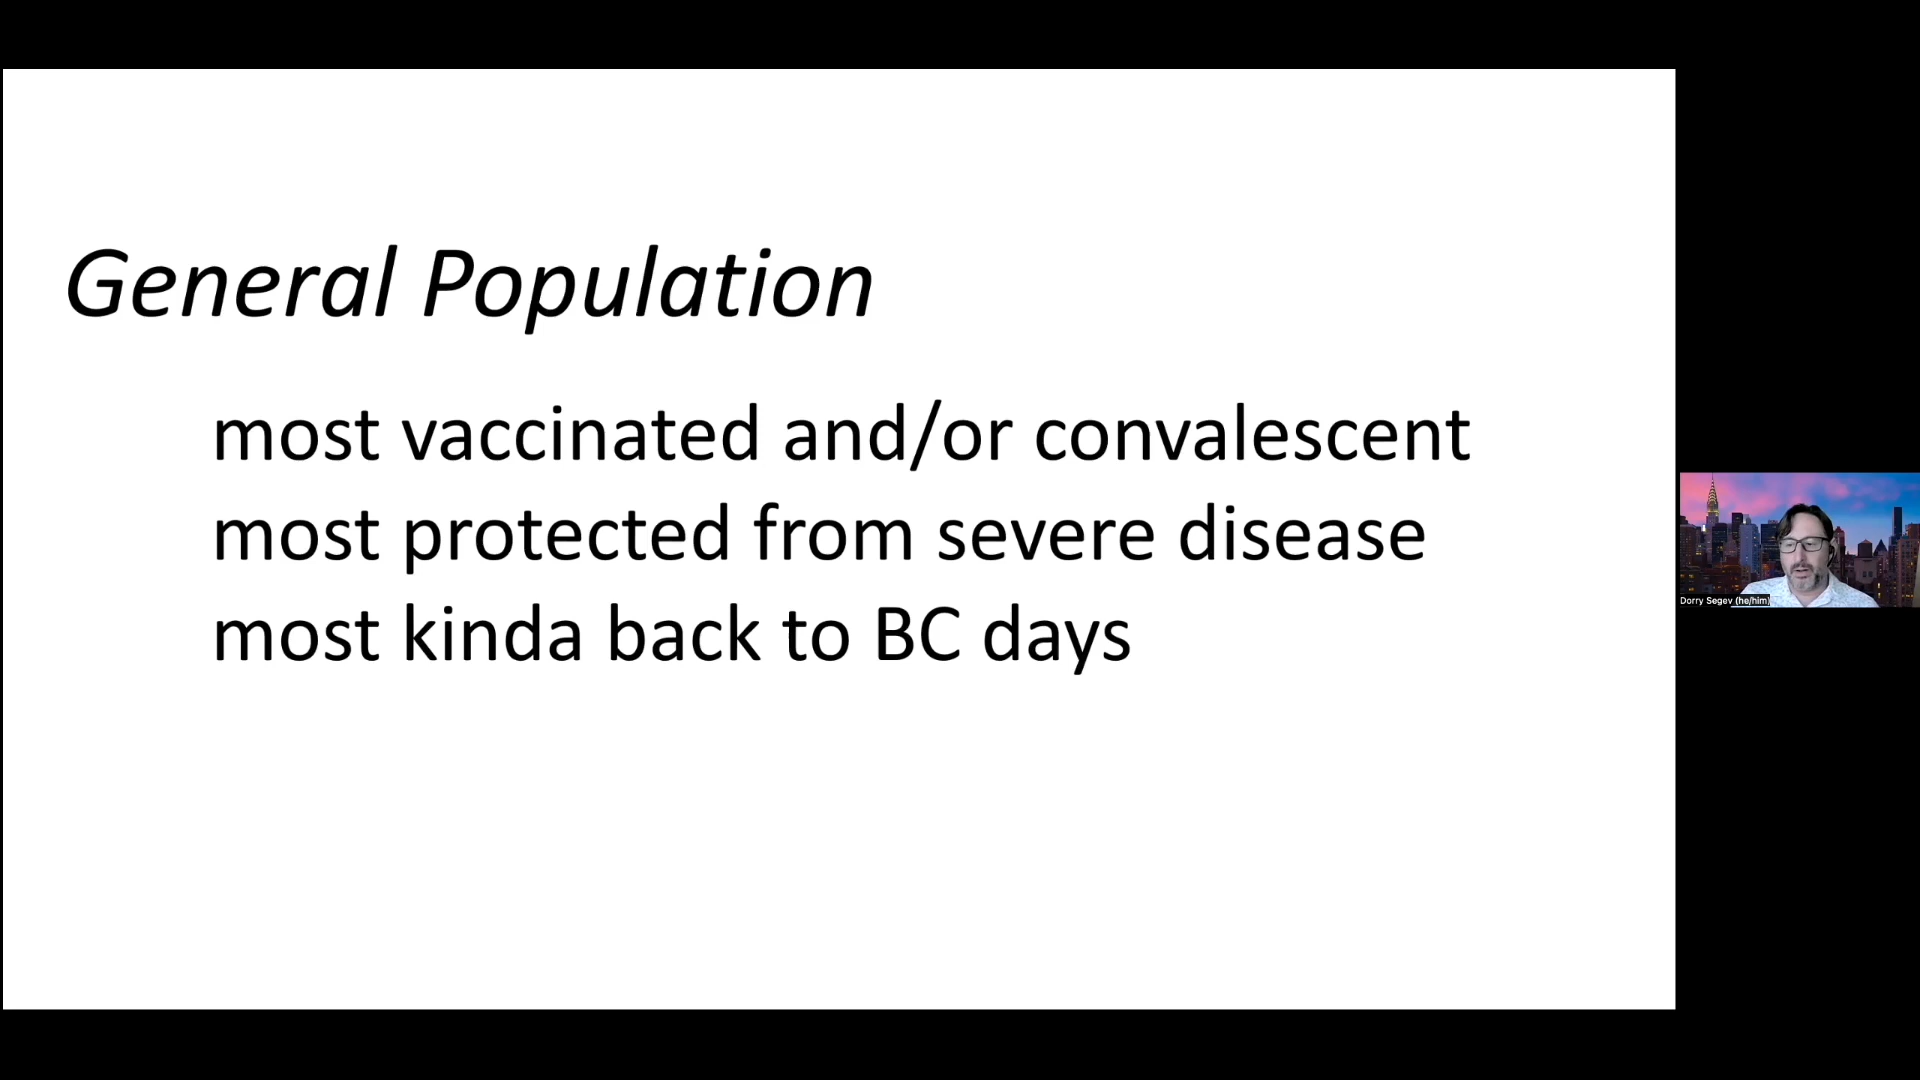 General Population
most vaccinated and/or convalescent
most protected from severe disease
most kinda back to BC days
Dorry Segev (he/him)